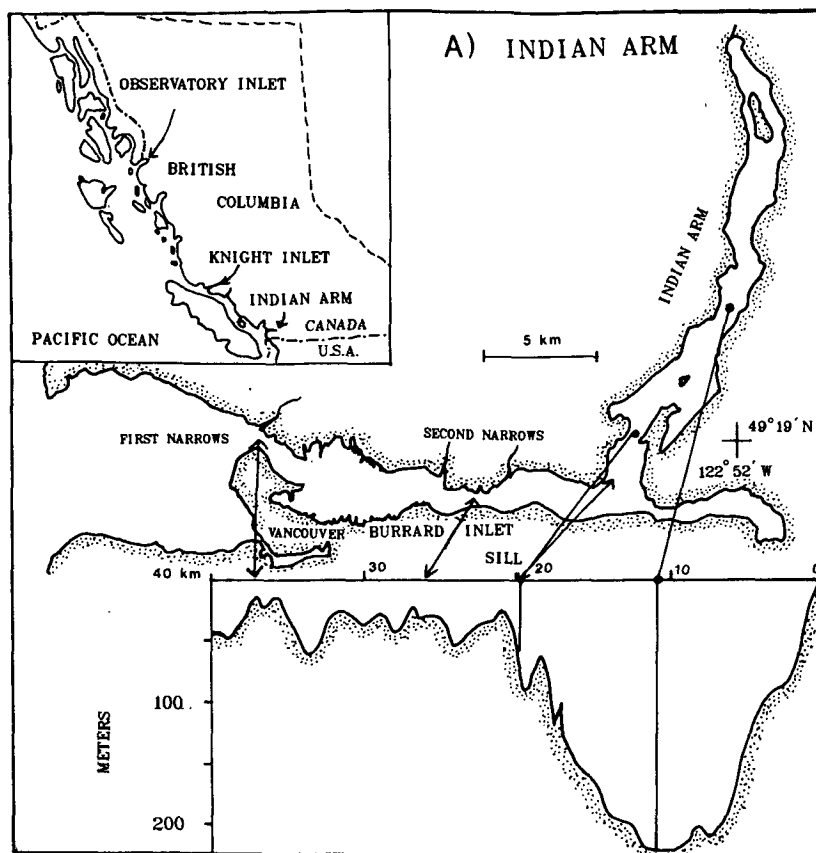 A) INDIAN ARM
OBSERVATORY INLET
BRITISH
COLUMBIA
KNIGHT INLET
INDIAN ARM
CANADA
U.S.A.
PACIFIC OCEAN
INDIAN ARM
5 km
FIRST NARROWS
SECOND NARROWS
49° 19′ N
122° 52′ W
VANCOUVER
BURRARD INLET
SILL
40 km
30
20
10
0
100
METERS
200